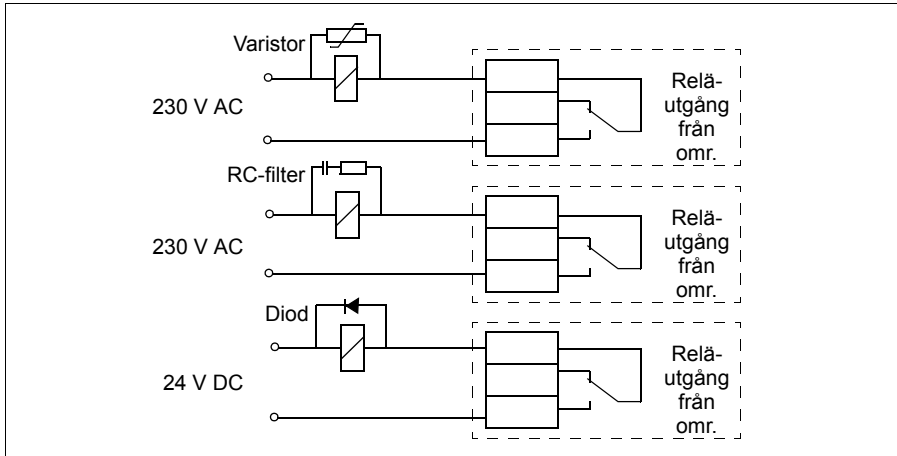 Varistor
230 V AC
Relä-
utgång
från
omr.
RC-filter
230 V AC
Relä-
utgång
från
omr.
Diod
24 V DC
Relä-
utgång
från
omr.